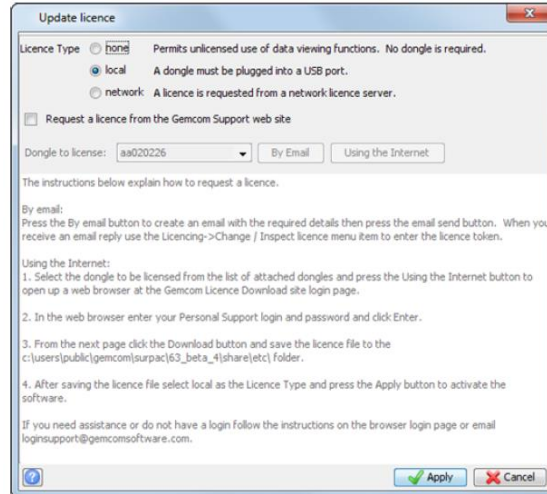 Update licence
Licence Type none Permits unlicensed use of data viewing functions. No dongle is required.
local A dongle must be plugged into a USB port.
network A licence is requested from a network licence server.
Request a licence from the Gemcom Support web site
Dongle to license: aa020226 By Email Using the Internet
The instructions below explain how to request a licence.
By email:
Press the By email button to create an email with the required details then press the email send button. When you
receive an email reply use the Licencing->Change / Inspect licence menu item to enter the licence token.
Using the Internet:
1. Select the dongle to be licensed from the list of attached dongles and press the Using the Internet button to
open up a web browser at the Gemcom Licence Download site login page.
2. In the web browser enter your Personal Support login and password and click Enter.
3. From the next page click the Download button and save the licence file to the
c:\users\public\gemcom\surpac\63_beta_4\share\etc\ folder.
4. After saving the licence file select local as the Licence Type and press the Apply button to activate the
software.
If you need assistance or do not have a login follow the instructions on the browser login page or email
loginsupport@gemcomsoftware.com.
? Apply Cancel